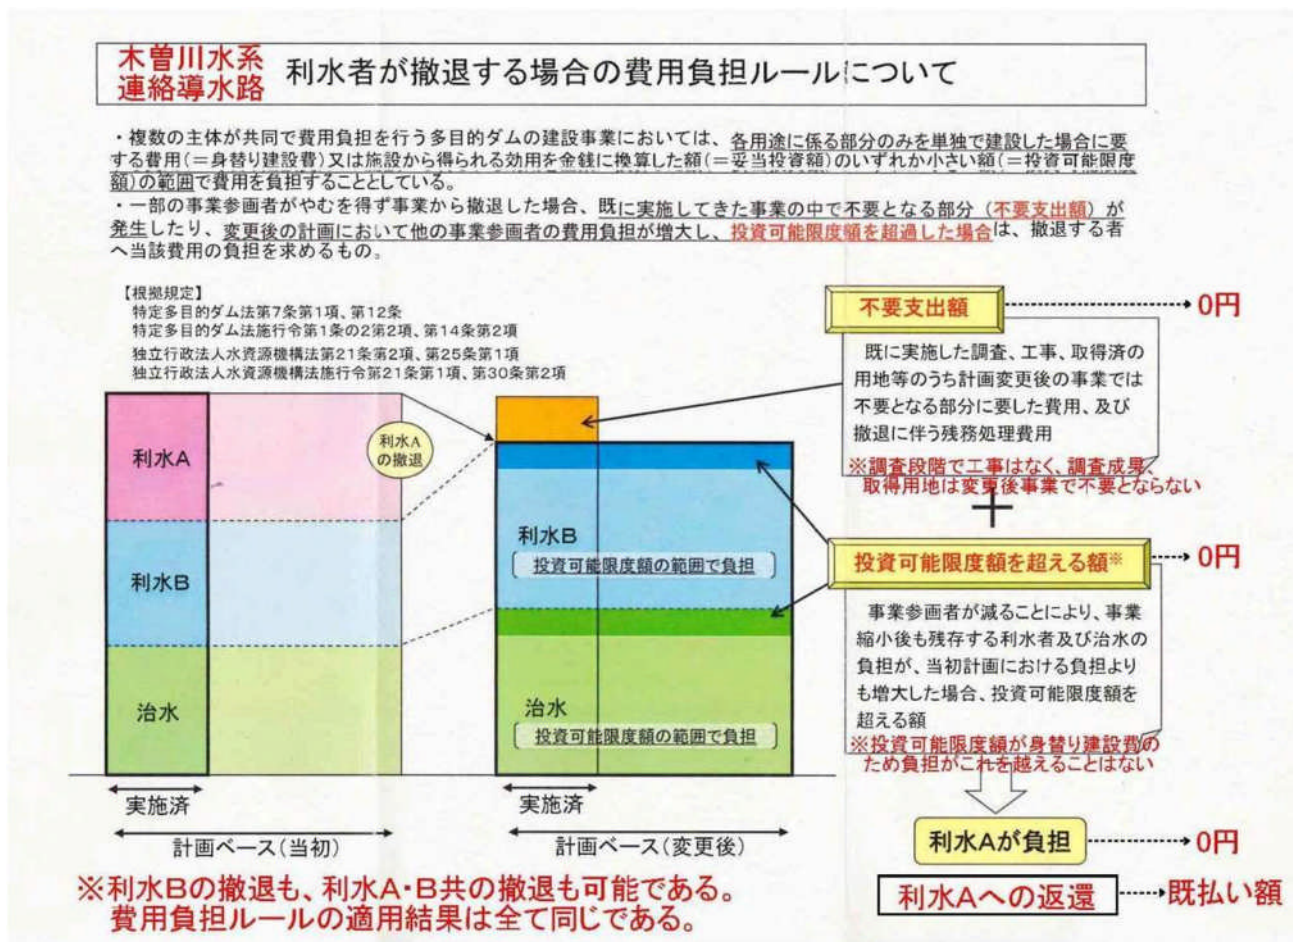 木曽川水系
連絡導水路
利水者が撤退する場合の費用負担ルールについて
・複数の主体が共同で費用負担を行う多目的ダムの建設事業においては、各用途に係る部分のみを単独で建設した場合に要
する費用(＝身替り建設費)又は施設から得られる効用を金銭に換算した額(＝妥当投資額)のいずれか小さい額(＝投資可能限度
額)の範囲で費用を負担することとしている。
・一部の事業参画者がやむを得ず事業から撤退した場合、既に実施してきた事業の中で不要となる部分（不要支出額）が
発生したり、変更後の計画において他の事業参画者の費用負担が増大し、投資可能限度額を超過した場合は、撤退する者
へ当該費用の負担を求めるもの。
【根拠規定】
特定多目的ダム法第7条第1項、第12条
特定多目的ダム法施行令第1条の2第2項、第14条第2項
独立行政法人水資源機構法第21条第2項、第25条第1項
独立行政法人水資源機構法施行令第21条第1項、第30条第2項
利水A
利水B
治水
利水A
の撤退
実施済
計画ベース(当初)
利水B
投資可能限度額の範囲で負担
治水
投資可能限度額の範囲で負担
実施済
計画ベース(変更後)
不要支出額
0円
既に実施した調査、工事、取得済の
用地等のうち計画変更後の事業では
不要となる部分に要した費用、及び
撤退に伴う残務処理費用
※調査段階で工事はなく、調査成果、
取得用地は変更後事業で不要とならない
＋
投資可能限度額を超える額※
0円
事業参画者が減ることにより、事業
縮小後も残存する利水者及び治水の
負担が、当初計画における負担より
も増大した場合、投資可能限度額を
超える額
※投資可能限度額が身替り建設費の
ため負担がこれを越えることはない
利水Aが負担
0円
利水Aへの返還
既払い額
※利水Bの撤退も、利水A・B共の撤退も可能である。
費用負担ルールの適用結果は全て同じである。